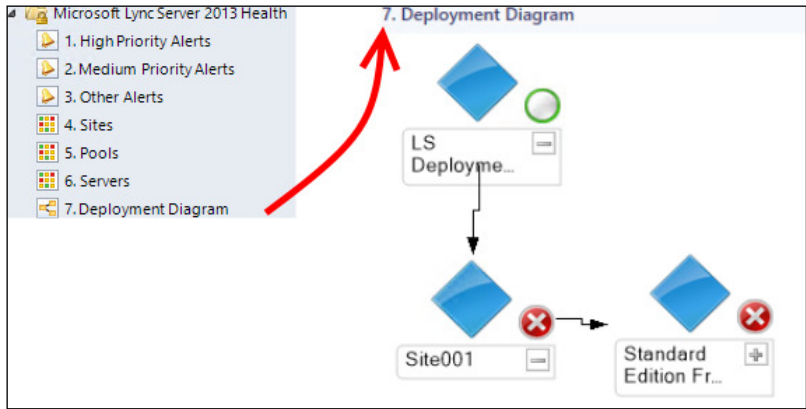 Microsoft Lync Server 2013 Health
1. High Priority Alerts
2. Medium Priority Alerts
3. Other Alerts
4. Sites
5. Pools
6. Servers
7. Deployment Diagram
7. Deployment Diagram
LS
Deployme...
Site001
Standard
Edition Fr...